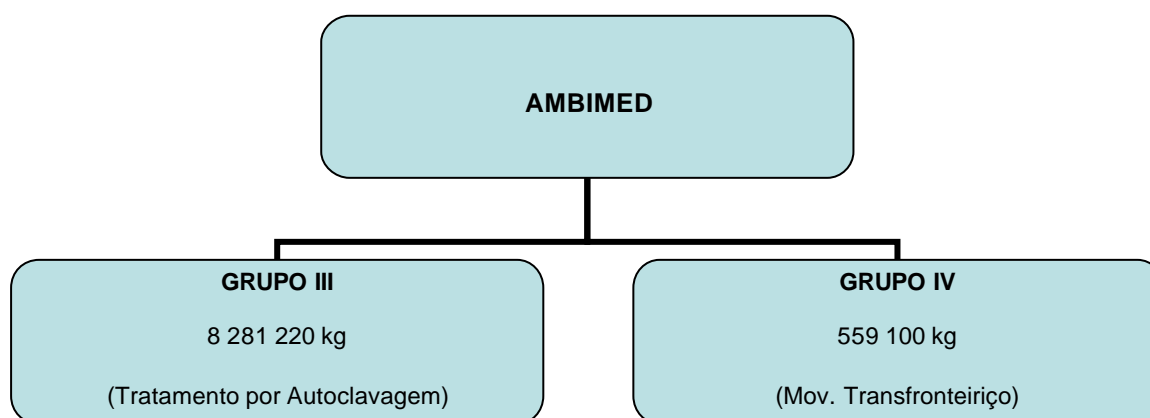 AMBIMED
GRUPO III
8 281 220 kg
(Tratamento por Autoclavagem)
GRUPO IV
559 100 kg
(Mov. Transfronteiriço)